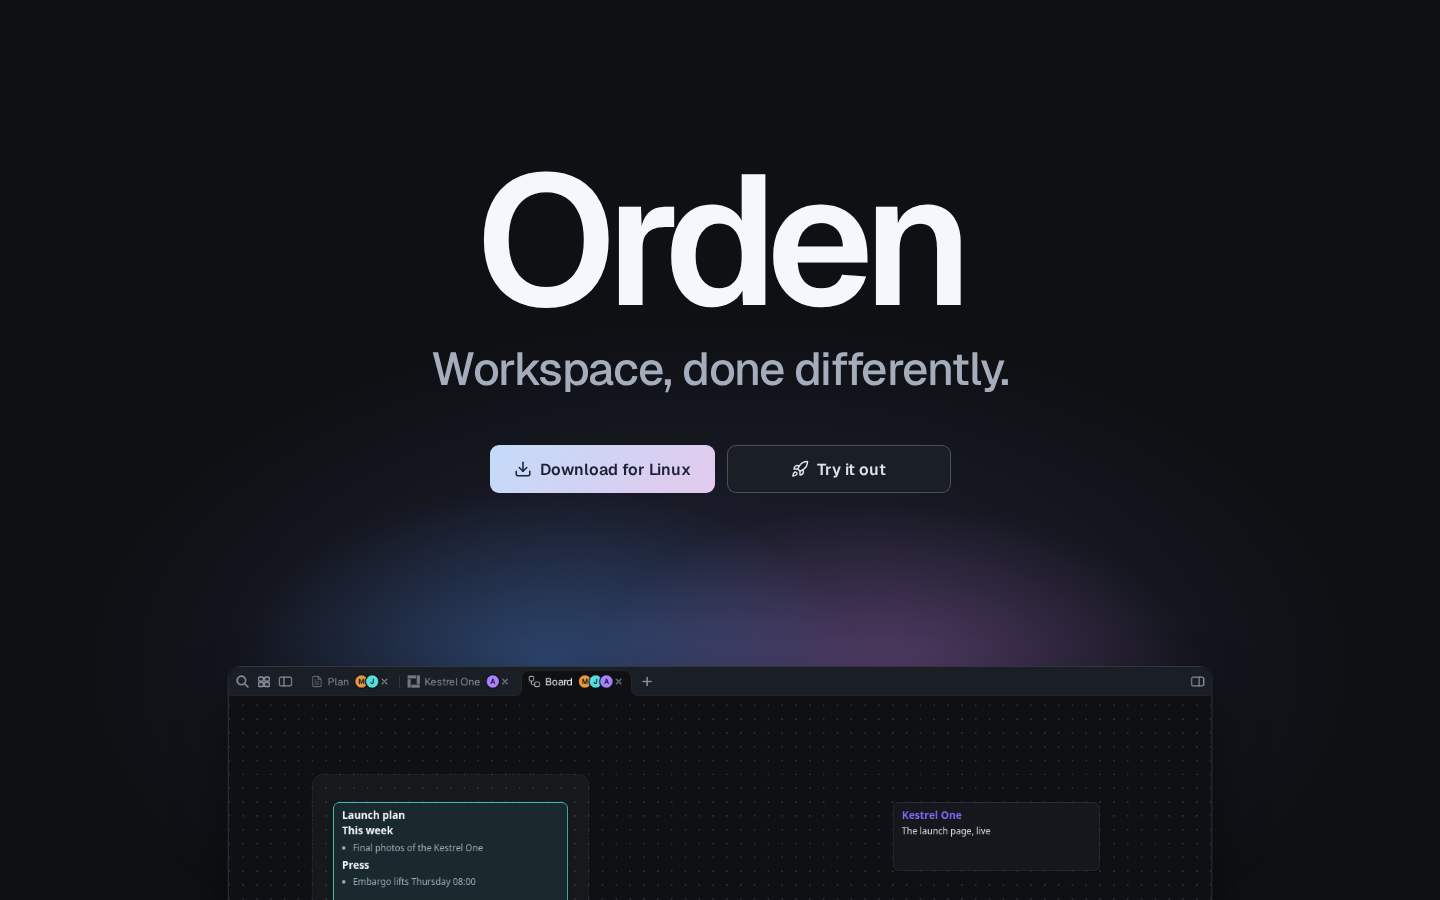 Orden
Workspace, done differently.
Download for Linux
Try it out
Plan M J
Kestrel One A
Board M J A
Launch plan
This week
• Final photos of the Kestrel One
Press
• Embargo lifts Thursday 08:00
Kestrel One
The launch page, live